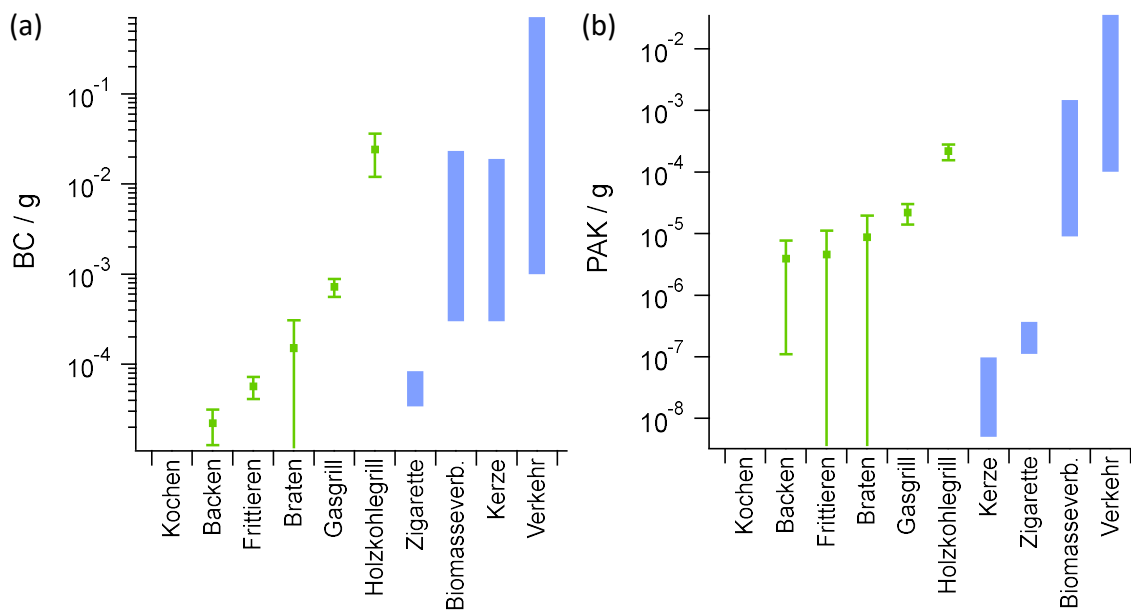 (a)
BC / g
10⁻¹
10⁻²
10⁻³
10⁻⁴
Kochen
Backen
Frittieren
Braten
Gasgrill
Holzkohlegrill
Zigarette
Biomasseverb.
Kerze
Verkehr
(b)
PAK / g
10⁻²
10⁻³
10⁻⁴
10⁻⁵
10⁻⁶
10⁻⁷
10⁻⁸
Kochen
Backen
Frittieren
Braten
Gasgrill
Holzkohlegrill
Kerze
Zigarette
Biomasseverb.
Verkehr